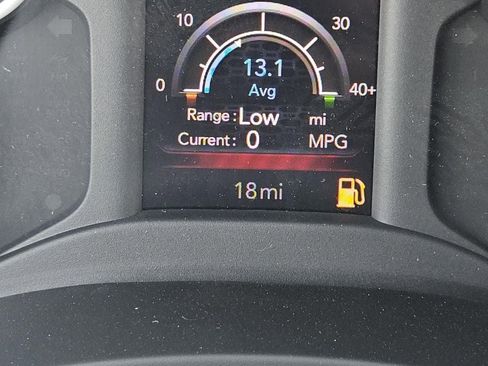 10 30
13.1
0 Avg 40+
Range: Low mi
Current: 0 MPG
18mi